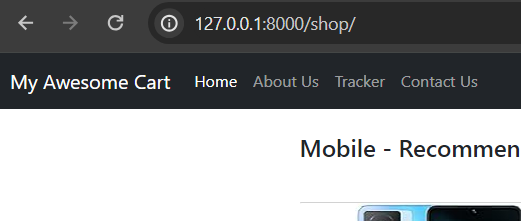 127.0.0.1:8000/shop/
My Awesome Cart Home About Us Tracker Contact Us
Mobile - Recommen